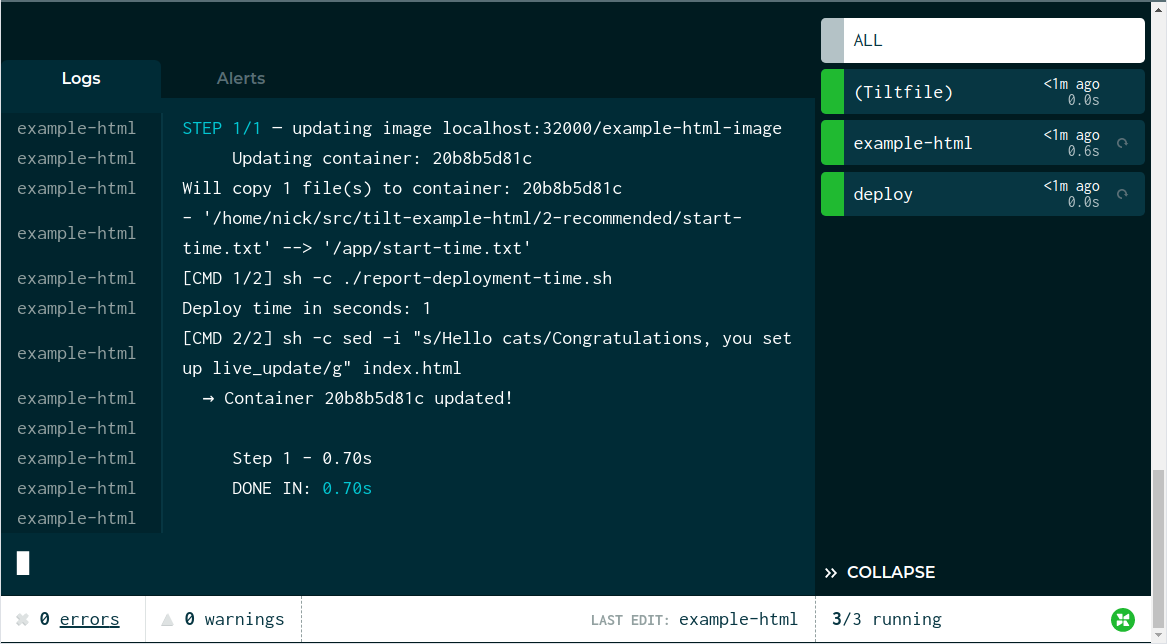 Logs
Alerts
example-html
STEP 1/1 — updating image localhost:32000/example-html-image
example-html
Updating container: 20b8b5d81c
example-html
Will copy 1 file(s) to container: 20b8b5d81c
example-html
- '/home/nick/src/tilt-example-html/2-recommended/start-
time.txt' --> '/app/start-time.txt'
example-html
[CMD 1/2] sh -c ./report-deployment-time.sh
example-html
Deploy time in seconds: 1
example-html
[CMD 2/2] sh -c sed -i "s/Hello cats/Congratulations, you set
up live_update/g" index.html
example-html
→ Container 20b8b5d81c updated!
example-html
example-html
Step 1 - 0.70s
example-html
DONE IN: 0.70s
example-html
ALL
(Tiltfile)
<1m ago
0.0s
example-html
<1m ago
0.6s
deploy
<1m ago
0.0s
» COLLAPSE
0 errors
0 warnings
LAST EDIT: example-html
3/3 running